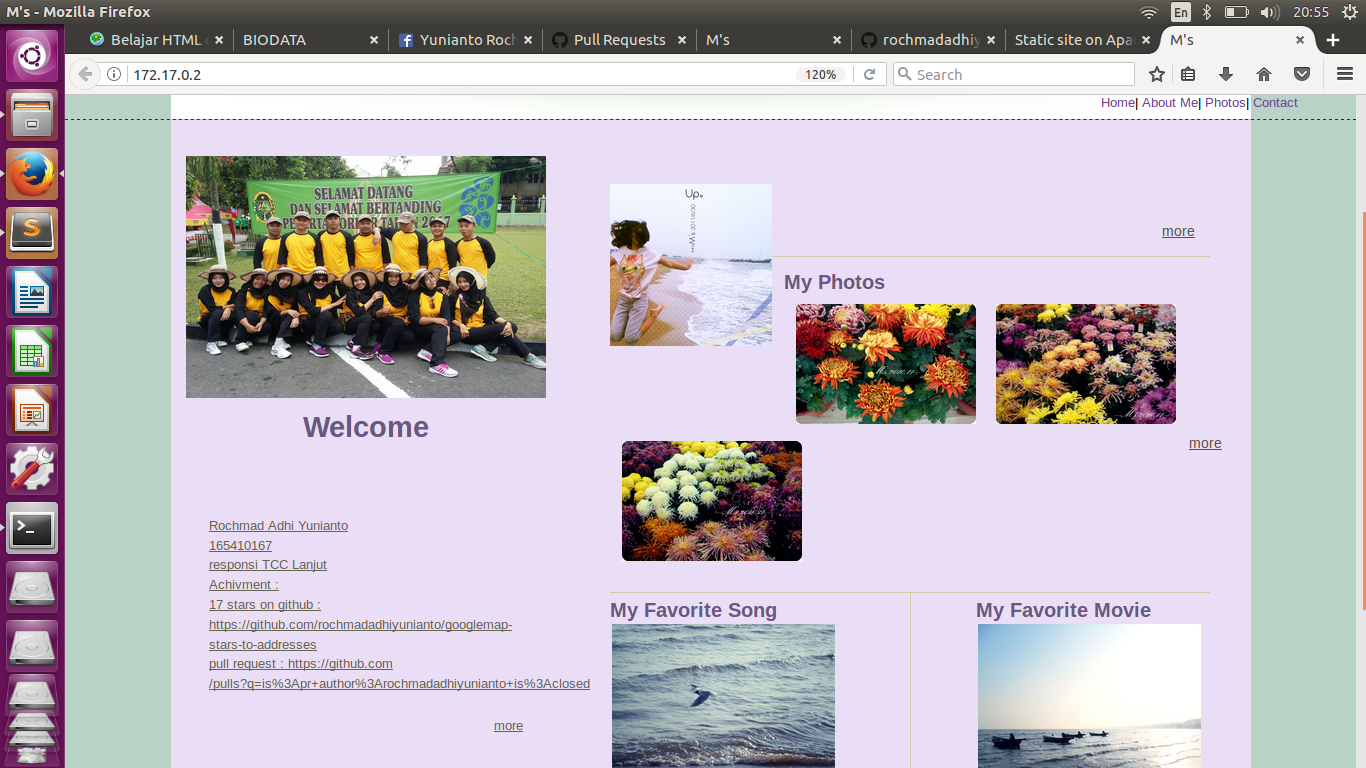 M's - Mozilla Firefox
En
20:55
Belajar HTML
BIODATA
Yunianto Roch
Pull Requests
M's
rochmadadhiy
Static site on Apa
M's
172.17.0.2
120%
Search
Home| About Me| Photos| Contact
SELAMAT DATANG
DAN SELAMAT BERTANDING
2017
Up.
more
My Photos
more
Welcome
Rochmad Adhi Yunianto
165410167
responsi TCC Lanjut
Achivment :
17 stars on github :
https://github.com/rochmadadhiyunianto/googlemap-
stars-to-addresses
pull request : https://github.com
/pulls?q=is%3Apr+author%3Arochmadadhiyunianto+is%3Aclosed
more
My Favorite Song
My Favorite Movie